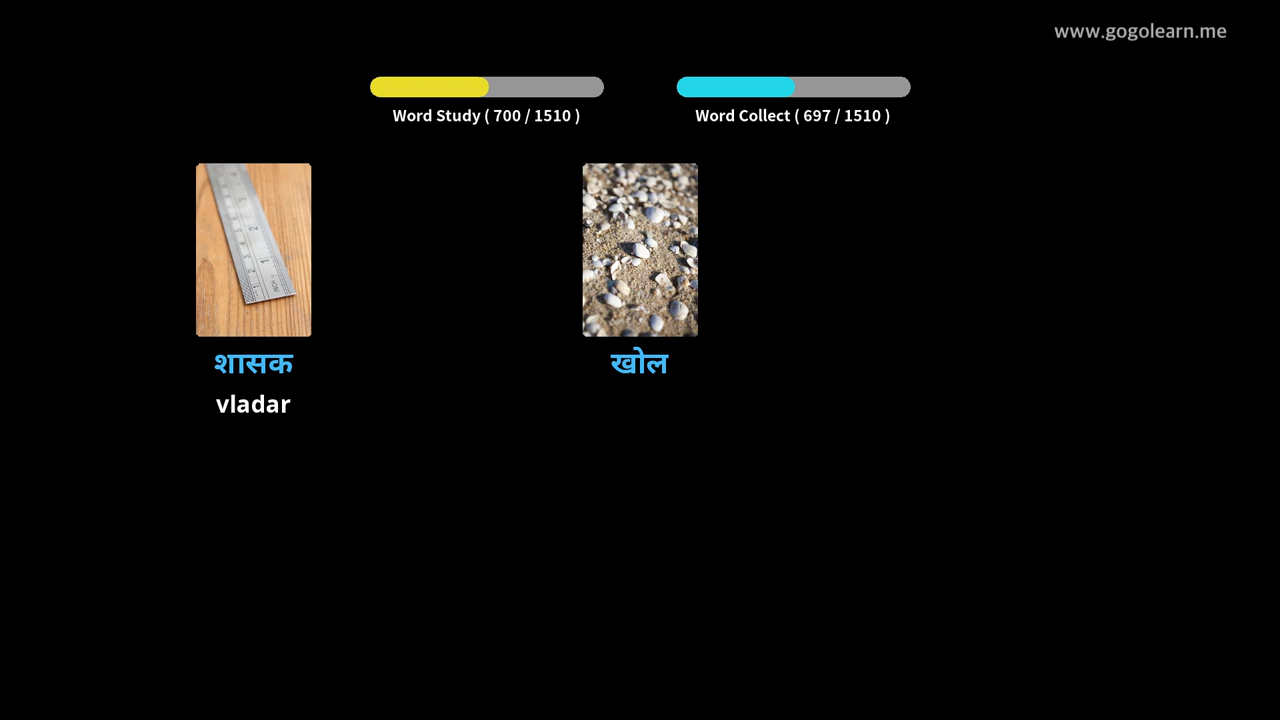 www.gogolearn.me
Word Study ( 700 / 1510 )
Word Collect ( 697 / 1510 )
शासक
खोल
vladar